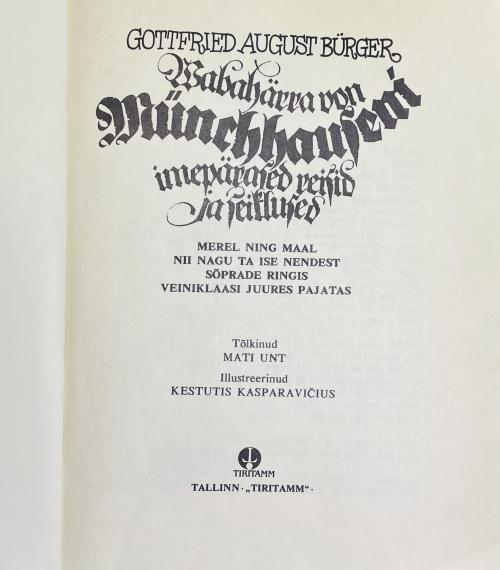 GOTTFRIED AUGUST BÜRGER
Wabahärra von
Münchhauseni
imepärased reisid
ja seiklused
MEREL NING MAAL
NII NAGU TA ISE NENDEST
SÕPRADE RINGIS
VEINIKLAASI JUURES PAJATAS
Tõlkinud
MATI UNT
Illustreerinud
KESTUTIS KASPARAVIČIUS
TIRITAMM
TALLINN · „TIRITAMM“ ·